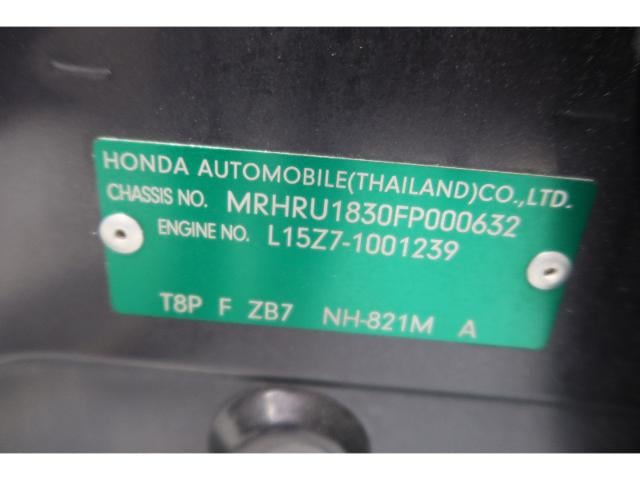 HONDA AUTOMOBILE(THAILAND)CO.,LTD.
CHASSIS NO. MRHRU1830FP000632
ENGINE NO. L15Z7-1001239
T8P F ZB7 NH-821M A